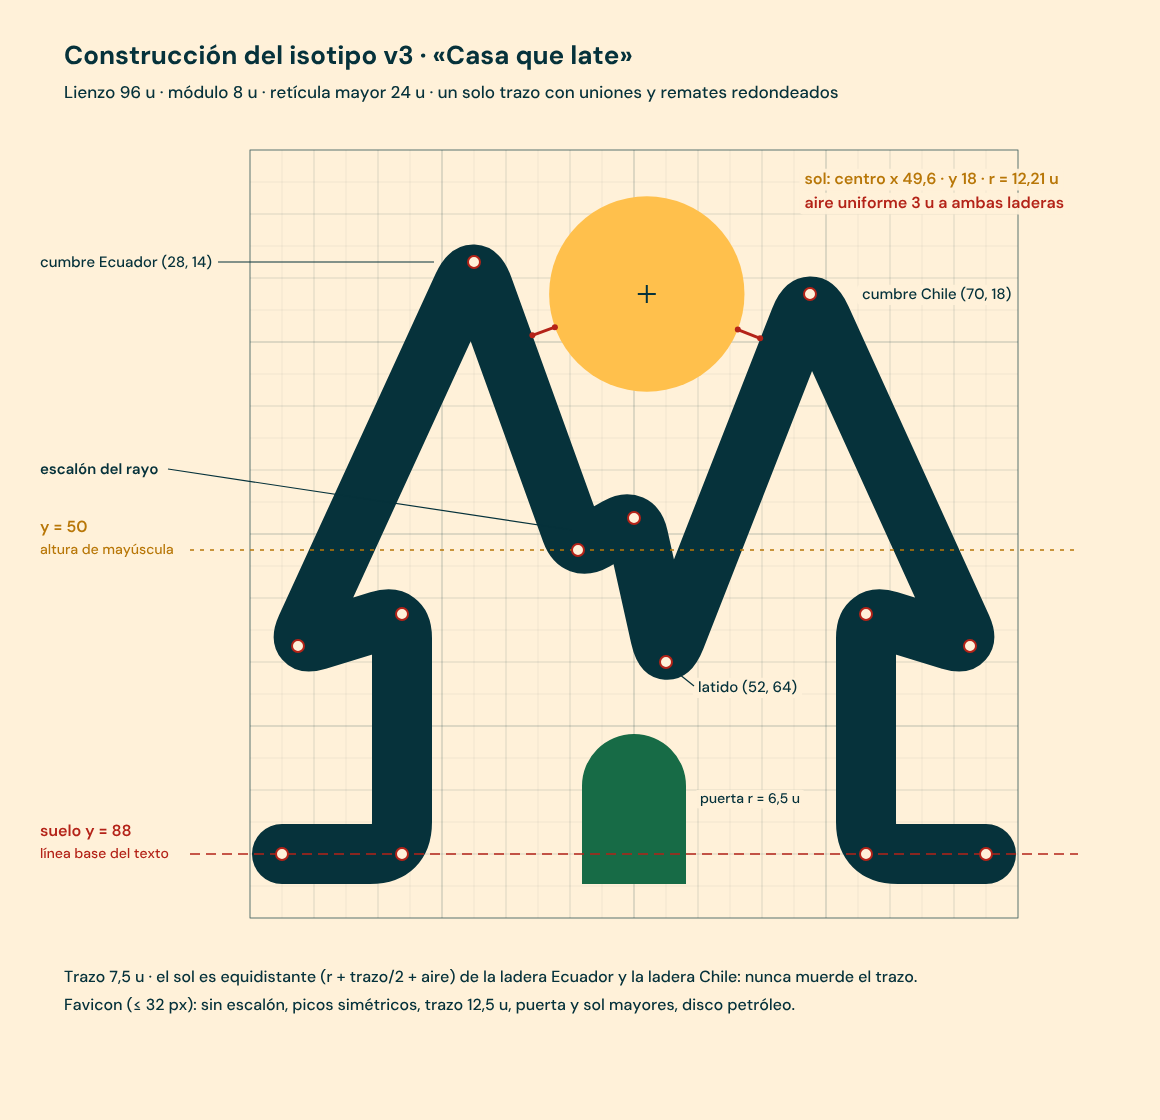 Construcción del isotipo v3 · «Casa que late»
Lienzo 96 u · módulo 8 u · retícula mayor 24 u · un solo trazo con uniones y remates redondeados
sol: centro x 49,6 · y 18 · r = 12,21 u
aire uniforme 3 u a ambas laderas
cumbre Ecuador (28, 14)
cumbre Chile (70, 18)
escalón del rayo
y = 50
altura de mayúscula
latido (52, 64)
puerta r = 6,5 u
suelo y = 88
línea base del texto
Trazo 7,5 u · el sol es equidistante (r + trazo/2 + aire) de la ladera Ecuador y la ladera Chile: nunca muerde el trazo.
Favicon (≤ 32 px): sin escalón, picos simétricos, trazo 12,5 u, puerta y sol mayores, disco petróleo.